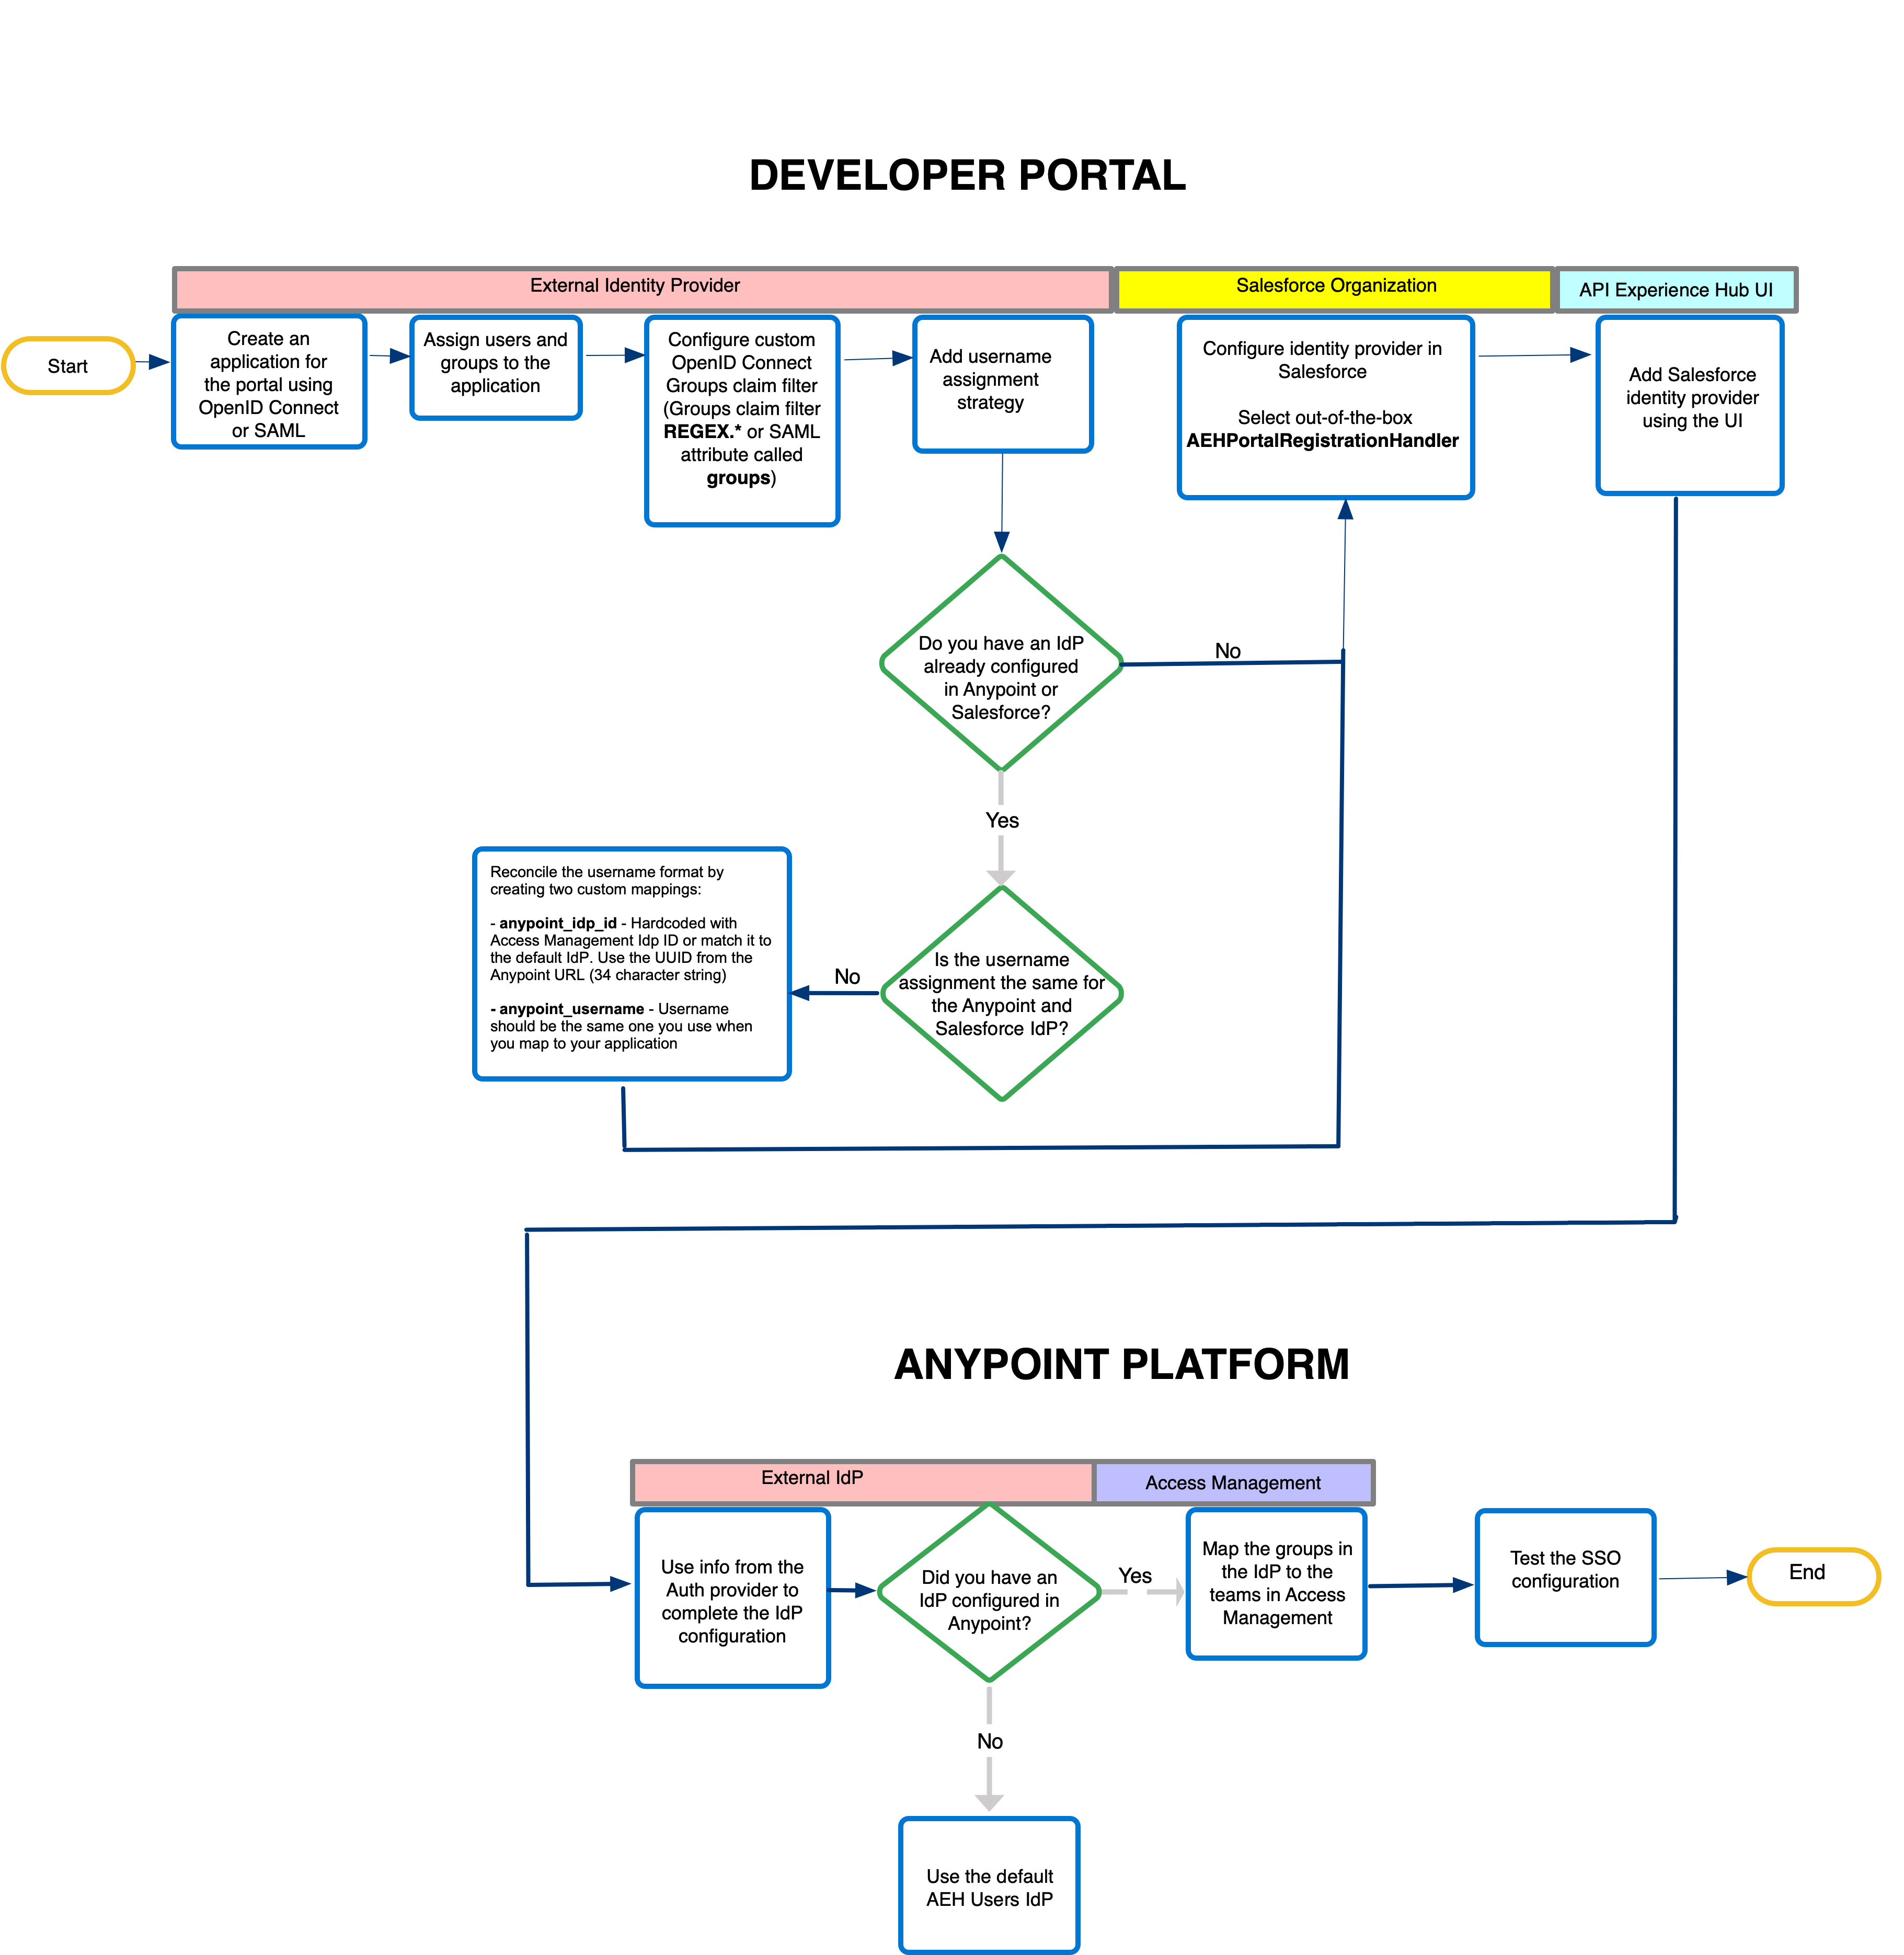 DEVELOPER PORTAL
External Identity Provider
Salesforce Organization
API Experience Hub UI
Start
Create an
application for
the portal using
OpenID Connect
or SAML
Assign users and
groups to the
application
Configure custom
OpenID Connect
Groups claim filter
(Groups claim filter
REGEX.* or SAML
attribute called
groups)
Add username
assignment
strategy
Configure identity provider in
Salesforce
Select out-of-the-box
AEHPortalRegistrationHandler
Add Salesforce
identity provider
using the UI
Do you have an IdP
already configured
in Anypoint or
Salesforce?
No
Yes
Reconcile the username format by
creating two custom mappings:
- anypoint_idp_id - Hardcoded with
Access Management Idp ID or match it to
the default IdP. Use the UUID from the
Anypoint URL (34 character string)
- anypoint_username - Username
should be the same one you use when
you map to your application
No
Is the username
assignment the same for
the Anypoint and
Salesforce IdP?
ANYPOINT PLATFORM
External IdP
Access Management
Use info from the
Auth provider to
complete the IdP
configuration
Did you have an
IdP configured in
Anypoint?
Yes
Map the groups in
the IdP to the
teams in Access
Management
Test the SSO
configuration
End
No
Use the default
AEH Users IdP